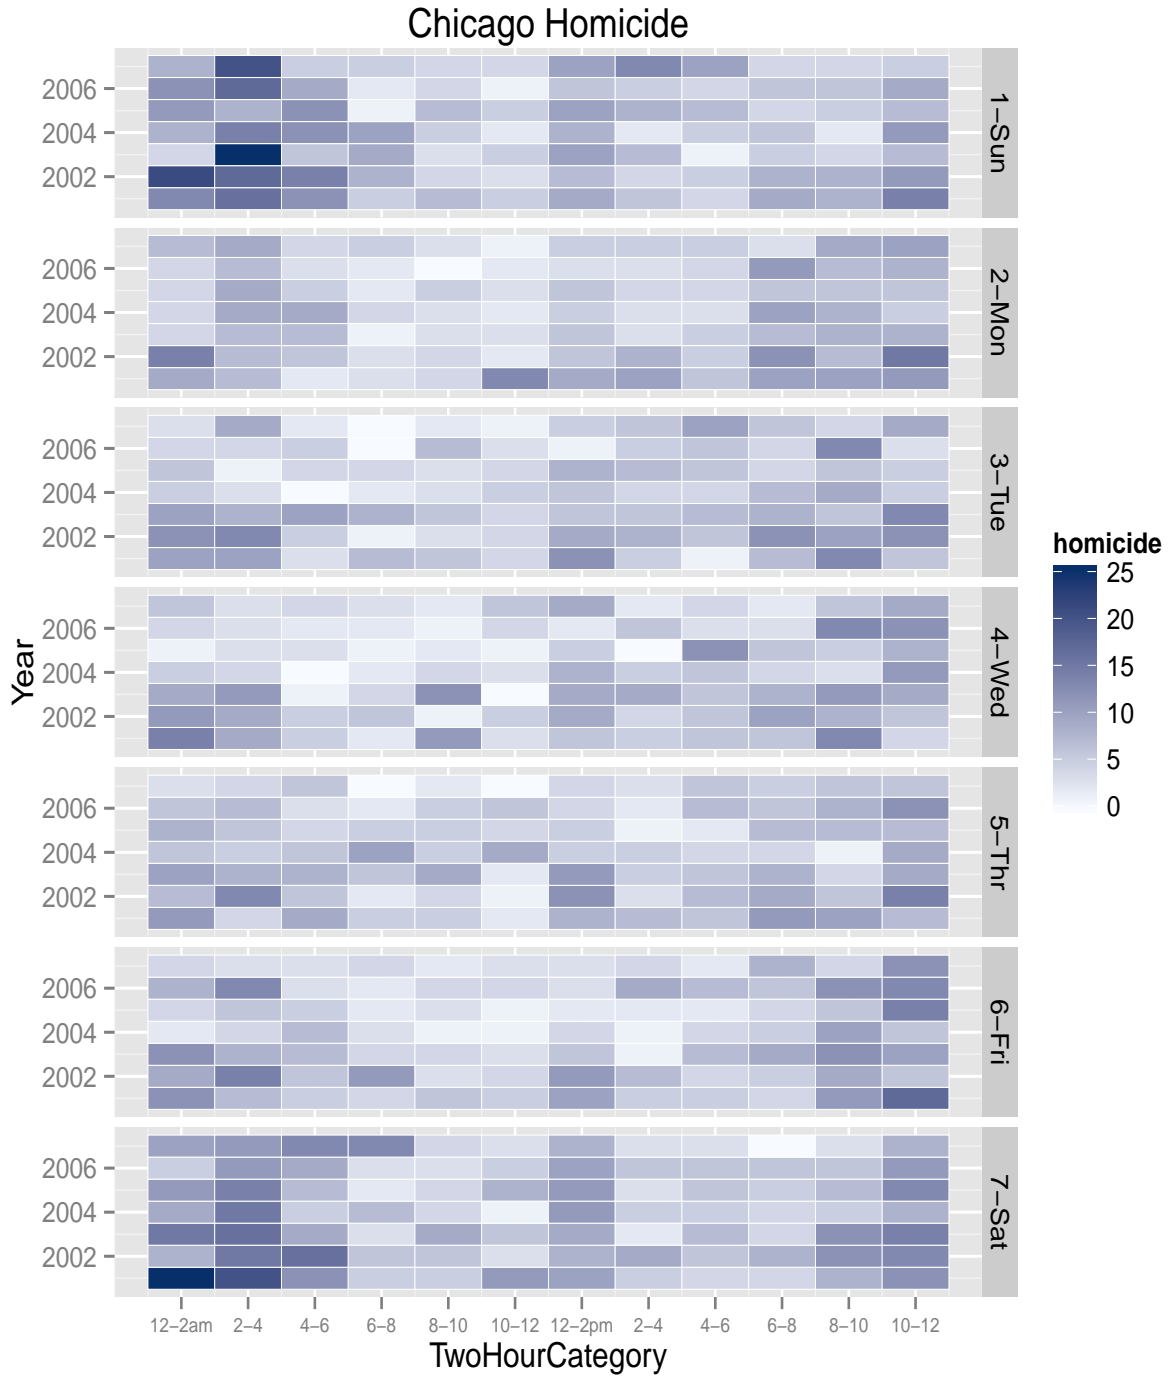 Chicago Homicide
2006
2004
2002
1–Sun
2006
2004
2002
2–Mon
2006
2004
2002
3–Tue
2006
2004
2002
4–Wed
2006
2004
2002
5–Thr
2006
2004
2002
6–Fri
2006
2004
2002
7–Sat
Year
12–2am 2–4 4–6 6–8 8–10 10–12 12–2pm 2–4 4–6 6–8 8–10 10–12
TwoHourCategory
homicide
25
20
15
10
5
0